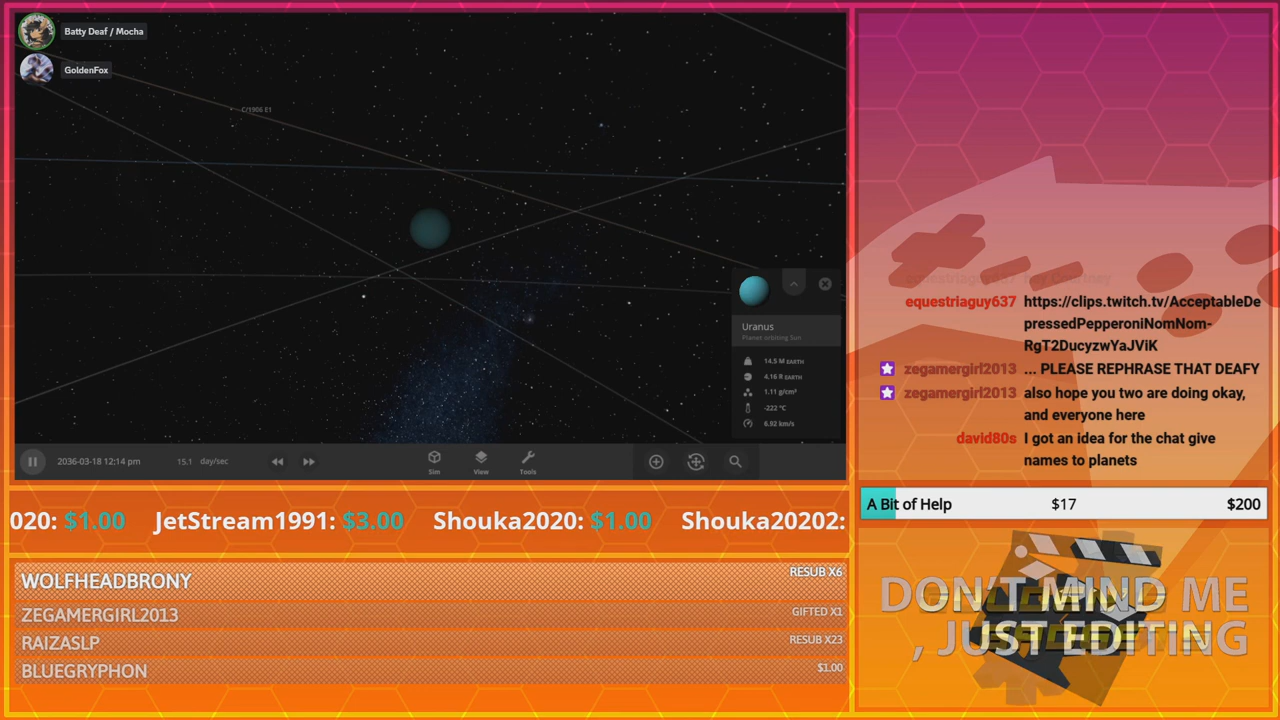 Batty Deaf / Mocha
GoldenFox
C/1906 E1
Uranus
Planet orbiting Sun
14.5 M EARTH
4.16 R EARTH
1.11 g/cm³
-222 °C
6.92 km/s
2036-03-18 12:14 pm
15.1 day/sec
Sim
View
Tools
equestriaguy637 https://clips.twitch.tv/AcceptableDe
pressedPepperoniNomNom-
RgT2DucyzwYaJViK
zegamergirl2013 ... PLEASE REPHRASE THAT DEAFY
zegamergirl2013 also hope you two are doing okay,
and everyone here
david80s I got an idea for the chat give
names to planets
A Bit of Help $17 $200
020: $1.00 JetStream1991: $3.00 Shouka2020: $1.00 Shouka20202:
WOLFHEADBRONY RESUB X6
ZEGAMERGIRL2013 GIFTED X1
RAIZASLP RESUB X23
BLUEGRYPHON $1.00
DON'T MIND ME
, JUST EDITING